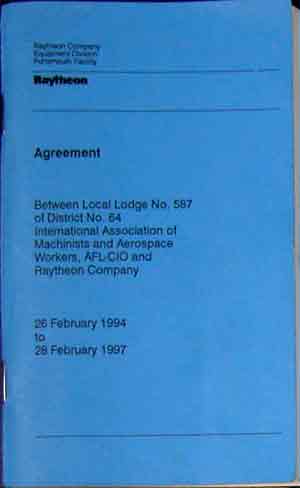 Raytheon Company
Equipment Division
Portsmouth Facility
Raytheon
Agreement
Between Local Lodge No. 587
of District No. 64
International Association of
Machinists and Aerospace
Workers, AFL-CIO and
Raytheon Company
26 February 1994
to
28 February 1997